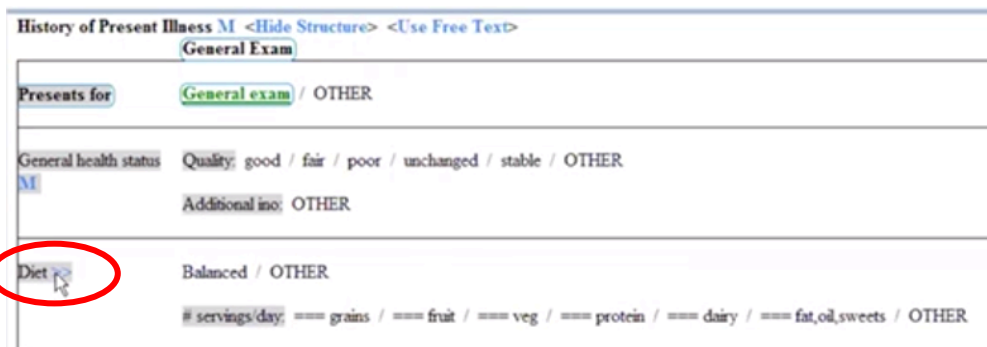 History of Present Illness M <Hide Structure> <Use Free Text>
General Exam
Presents for General exam / OTHER
General health status Quality: good / fair / poor / unchanged / stable / OTHER
M
Additional ino: OTHER
Diet >> Balanced / OTHER
# servings/day: === grains / === fruit / === veg / === protein / === dairy / === fat,oil,sweets / OTHER